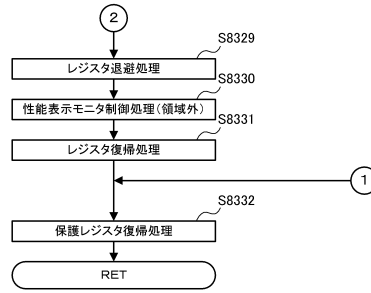 2
S8329
レジスタ退避処理
S8330
性能表示モニタ制御処理(領域外)
S8331
レジスタ復帰処理
1
S8332
保護レジスタ復帰処理
RET